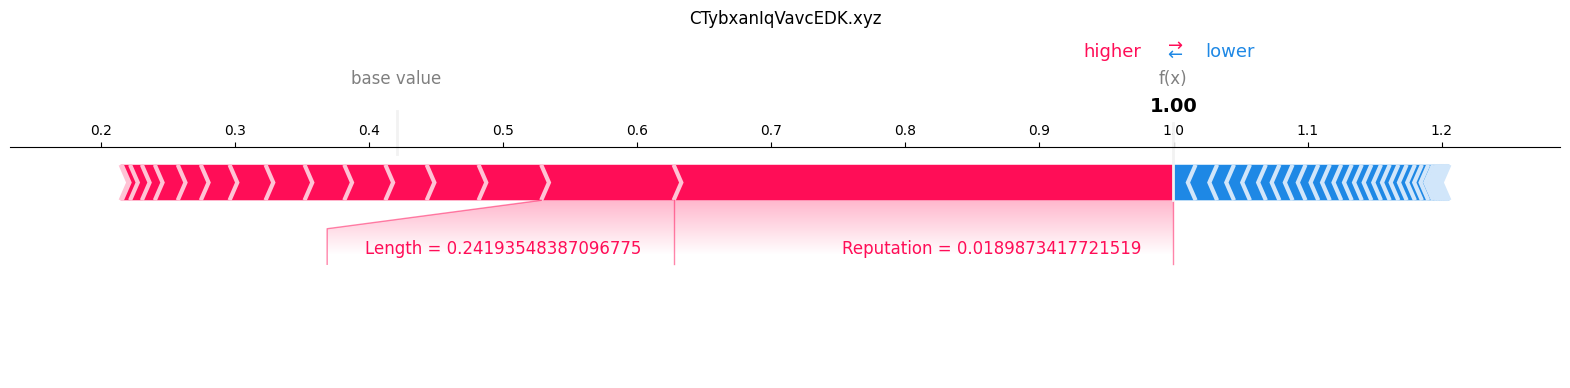 CTybxanIqVavcEDK.xyz
higher ⇄ lower
base value f(x)
1.00
0.2 0.3 0.4 0.5 0.6 0.7 0.8 0.9 1.0 1.1 1.2
Length = 0.24193548387096775 Reputation = 0.0189873417721519